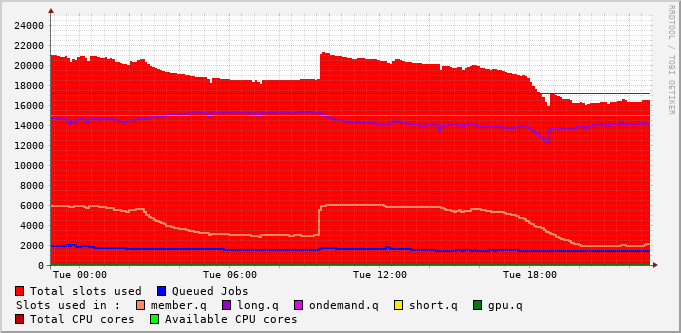 24000
22000
20000
18000
16000
14000
12000
10000
8000
6000
4000
2000
0
Tue 00:00 Tue 06:00 Tue 12:00 Tue 18:00
RRDTOOL / TOBI OETIKER
Total slots used Queued Jobs
Slots used in : member.q long.q ondemand.q short.q gpu.q
Total CPU cores Available CPU cores